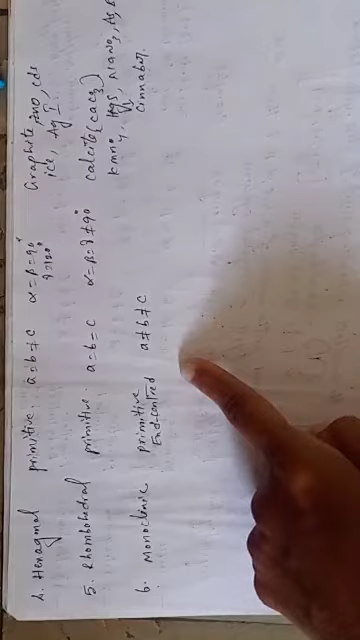 4. Hexagonal primitive. a=b≠c α=β=90° Graphite, ZnO, CdS
γ=120° ice, AgI
5. Rhombohedral primitive. a=b=c α=β=γ≠90° calcite (CaCO3)
HgS, NaNO3,
Cinnabar.
6. Monoclinic primitive a≠b≠c
End-centred